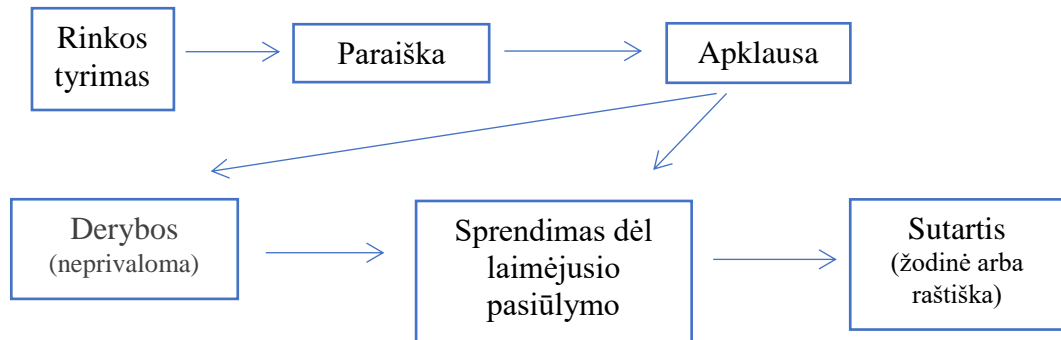 Rinkos
tyrimas
Paraiška
Apklausa
Derybos
(neprivaloma)
Sprendimas dėl
laimėjusio
pasiūlymo
Sutartis
(žodinė arba
raštiška)